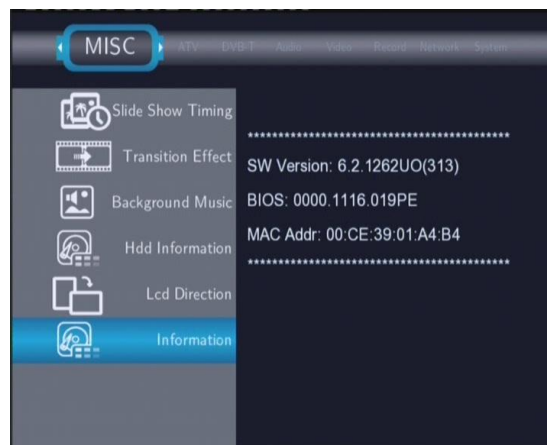 MISC
ATV DVB-T Audio Video Record Network System
Slide Show Timing
Transition Effect
Background Music
Hdd Information
Lcd Direction
Information
********************************************
SW Version: 6.2.1262UO(313)
BIOS: 0000.1116.019PE
MAC Addr: 00:CE:39:01:A4:B4
********************************************